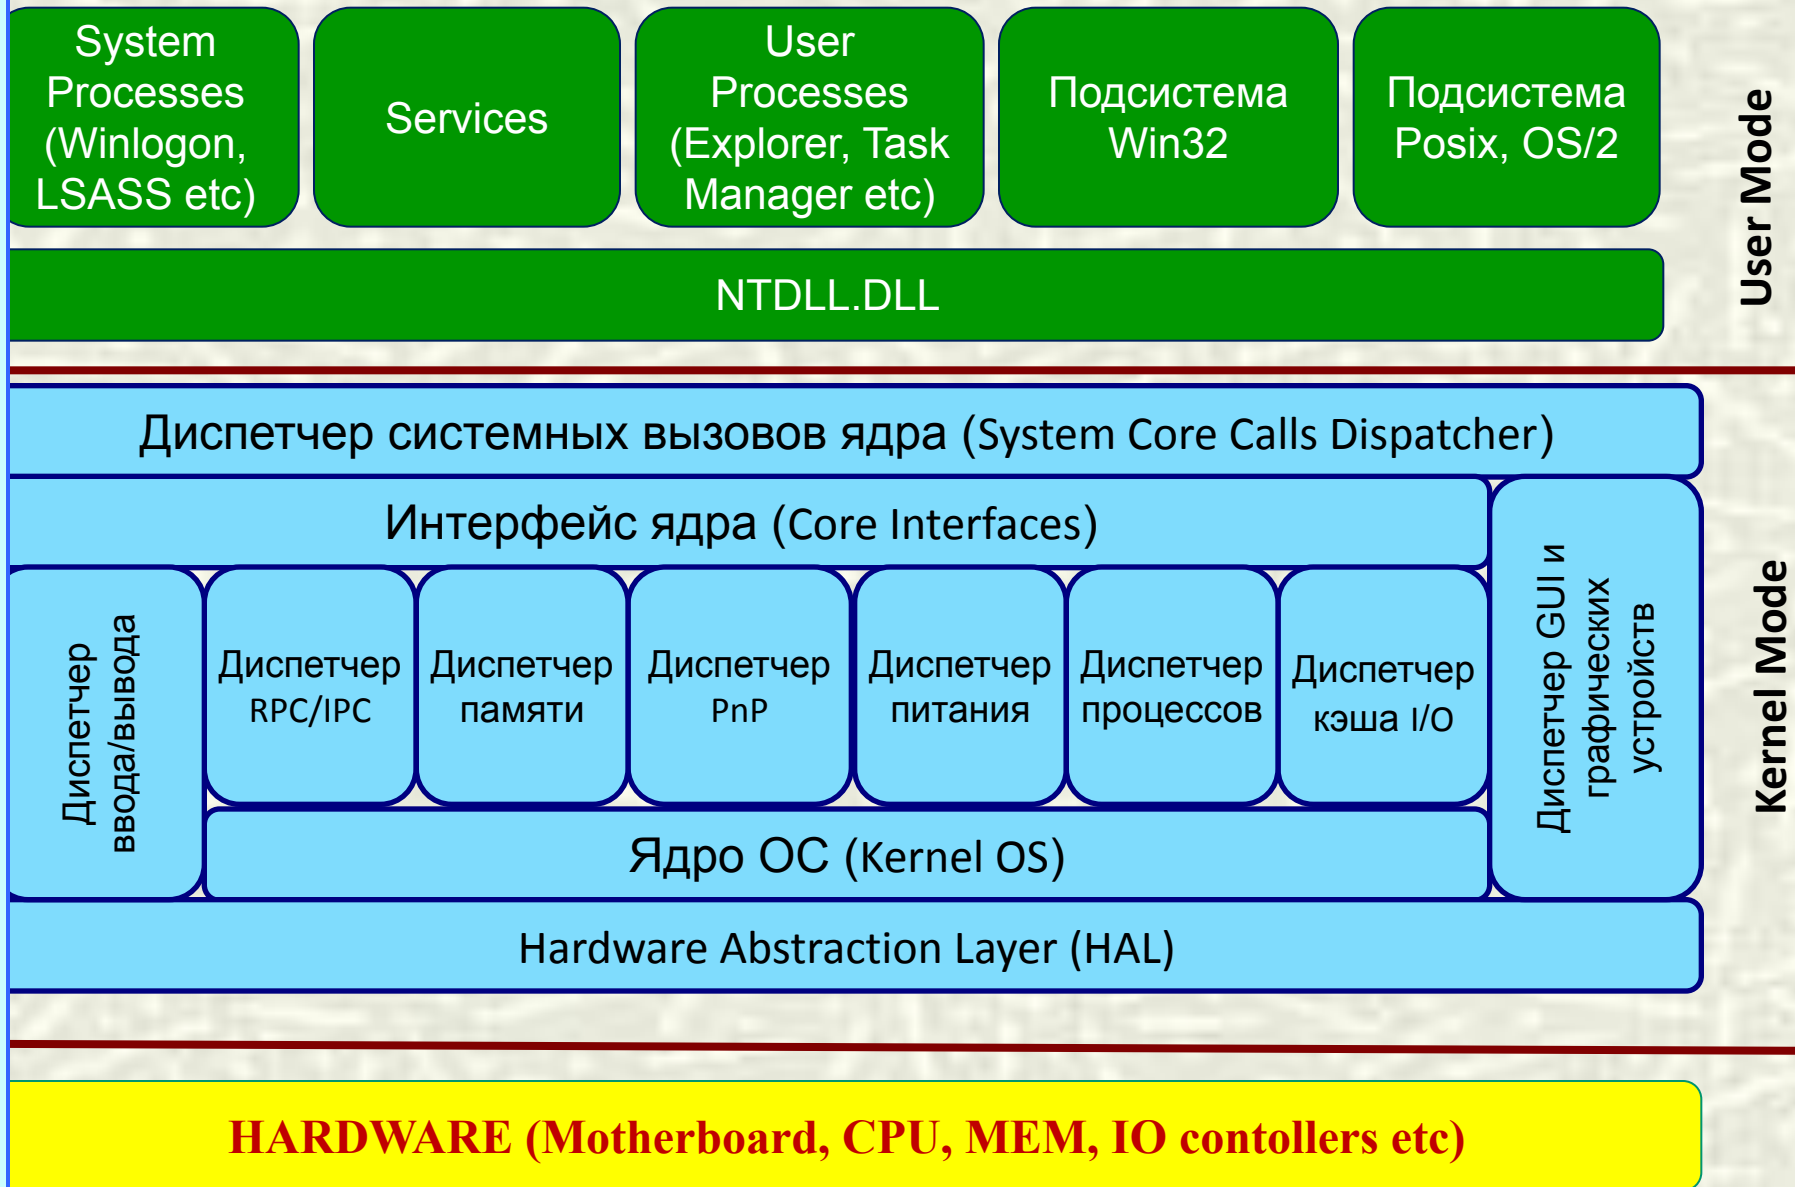 System
Processes
(Winlogon,
LSASS etc)
Services
User
Processes
(Explorer, Task
Manager etc)
Подсистема
Win32
Подсистема
Posix, OS/2
User Mode
NTDLL.DLL
Диспетчер системных вызовов ядра (System Core Calls Dispatcher)
Интерфейс ядра (Core Interfaces)
Диспетчер
ввода/вывода
Диспетчер
RPC/IPC
Диспетчер
памяти
Диспетчер
PnP
Диспетчер
питания
Диспетчер
процессов
Диспетчер
кэша I/O
Диспетчер GUI и
графических
устройств
Kernel Mode
Ядро ОС (Kernel OS)
Hardware Abstraction Layer (HAL)
HARDWARE (Motherboard, CPU, MEM, IO contollers etc)